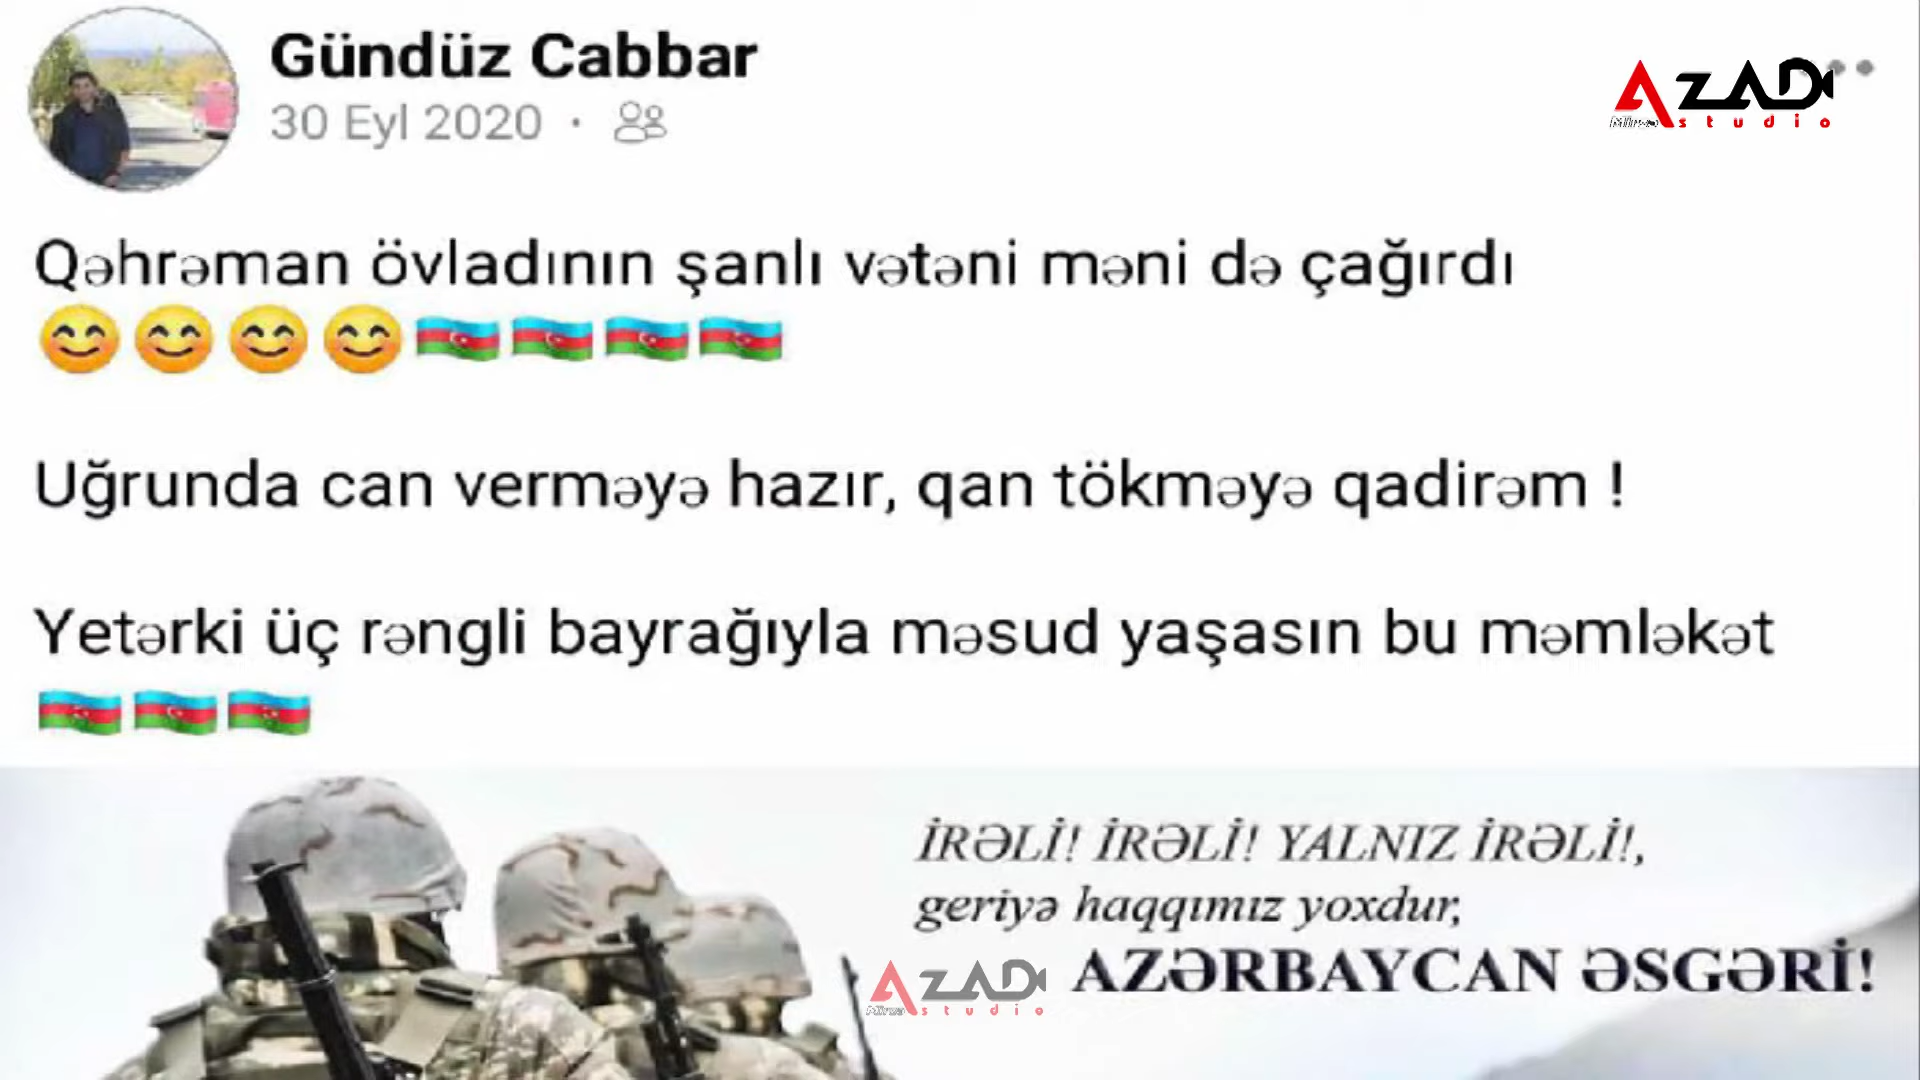 Gündüz Cabbar
30 Eyl 2020 ·
AZAD
studio
Qəhrəman övladının şanlı vətəni məni də çağırdı
😊😊😊😊🇦🇿🇦🇿🇦🇿🇦🇿
Uğrunda can verməyə hazır, qan tökməyə qadirəm !
Yetərki üç rəngli bayrağıyla məsud yaşasın bu məmləkət
🇦🇿🇦🇿🇦🇿
İRƏLİ! İRƏLİ! YALNIZ İRƏLİ!,
geriyə haqqımız yoxdur,
AZƏRBAYCAN ƏSGƏRİ!
AZAD
studio